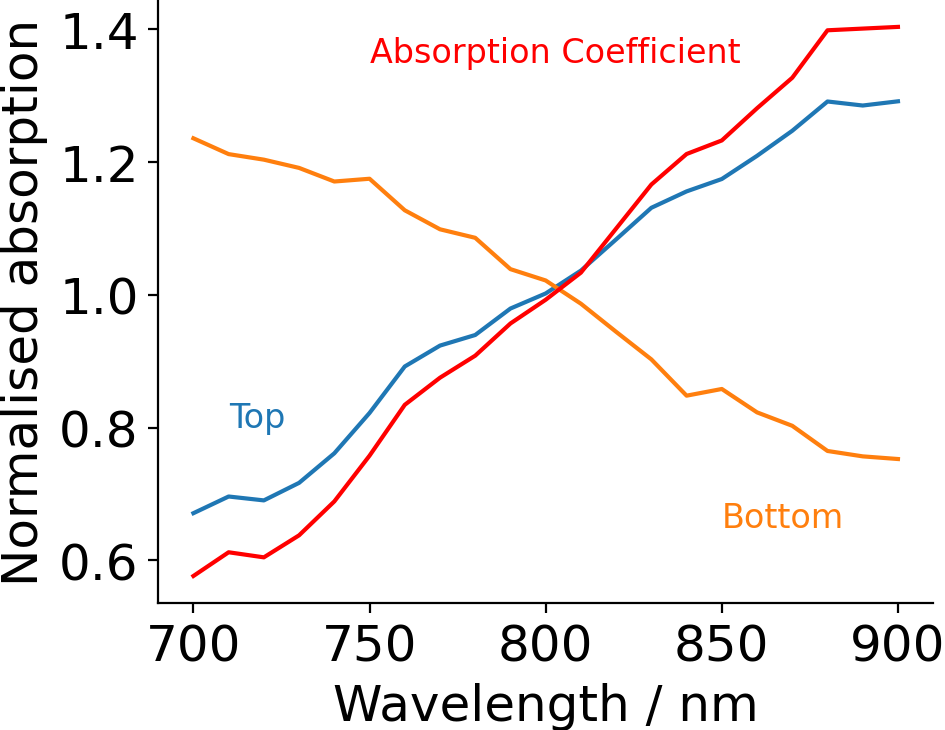 Normalised absorption
1.4
1.2
1.0
0.8
0.6
Absorption Coefficient
Top
Bottom
700 750 800 850 900
Wavelength / nm